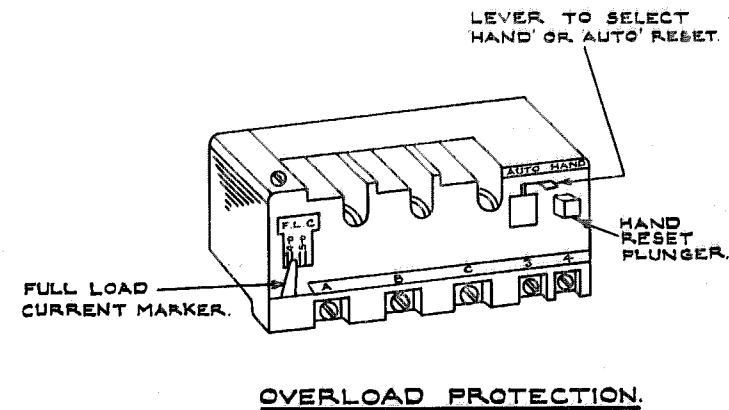 LEVER TO SELECT
HAND' OR AUTO' RESET.
AUTO HAND
F.L.C
HAND
RESET
PLUNGER.
FULL LOAD
CURRENT MARKER.
A B C 3 4
OVERLOAD PROTECTION.